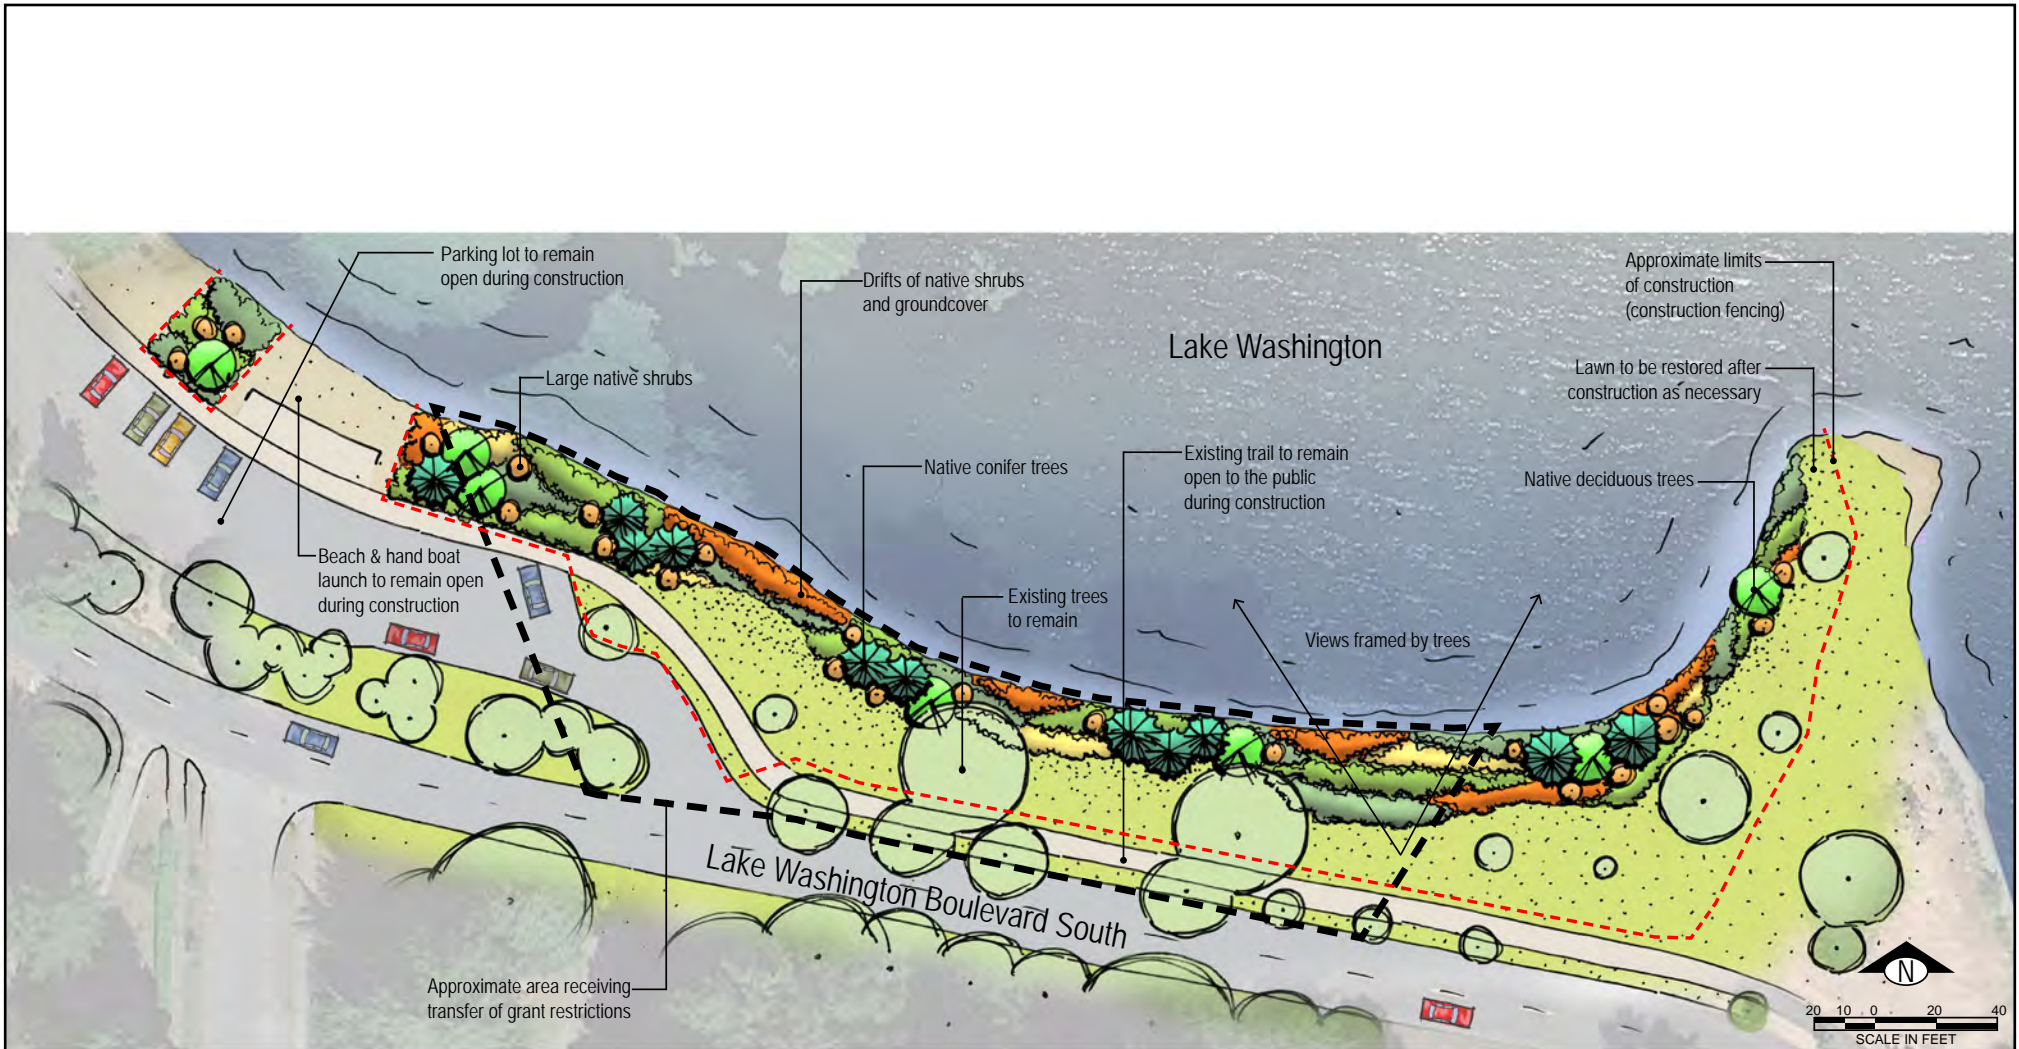 Parking lot to remain
open during construction
Drifts of native shrubs
and groundcover
Approximate limits
of construction
(construction fencing)
Lake Washington
Lawn to be restored after
construction as necessary
Large native shrubs
Native conifer trees
Existing trail to remain
open to the public
during construction
Native deciduous trees
Beach & hand boat
launch to remain open
during construction
Existing trees
to remain
Views framed by trees
Lake Washington Boulevard South
Approximate area receiving
transfer of grant restrictions
N
20 10 0 20 40
SCALE IN FEET